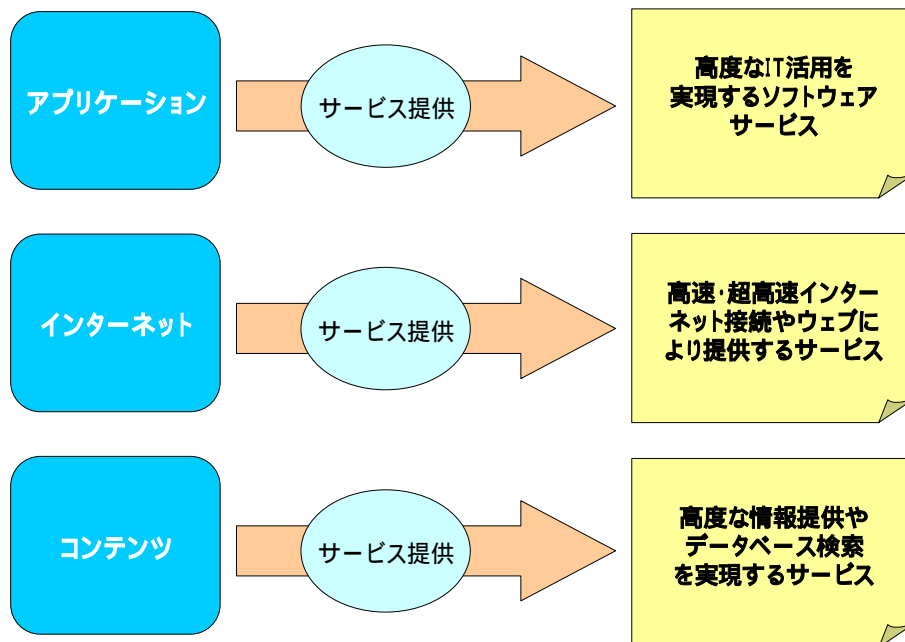 アプリケーション
サービス提供
高度なIT活用を
実現するソフトウェア
サービス
インターネット
サービス提供
高速・超高速インター
ネット接続やウェブに
より提供するサービス
コンテンツ
サービス提供
高度な情報提供や
データベース検索
を実現するサービス